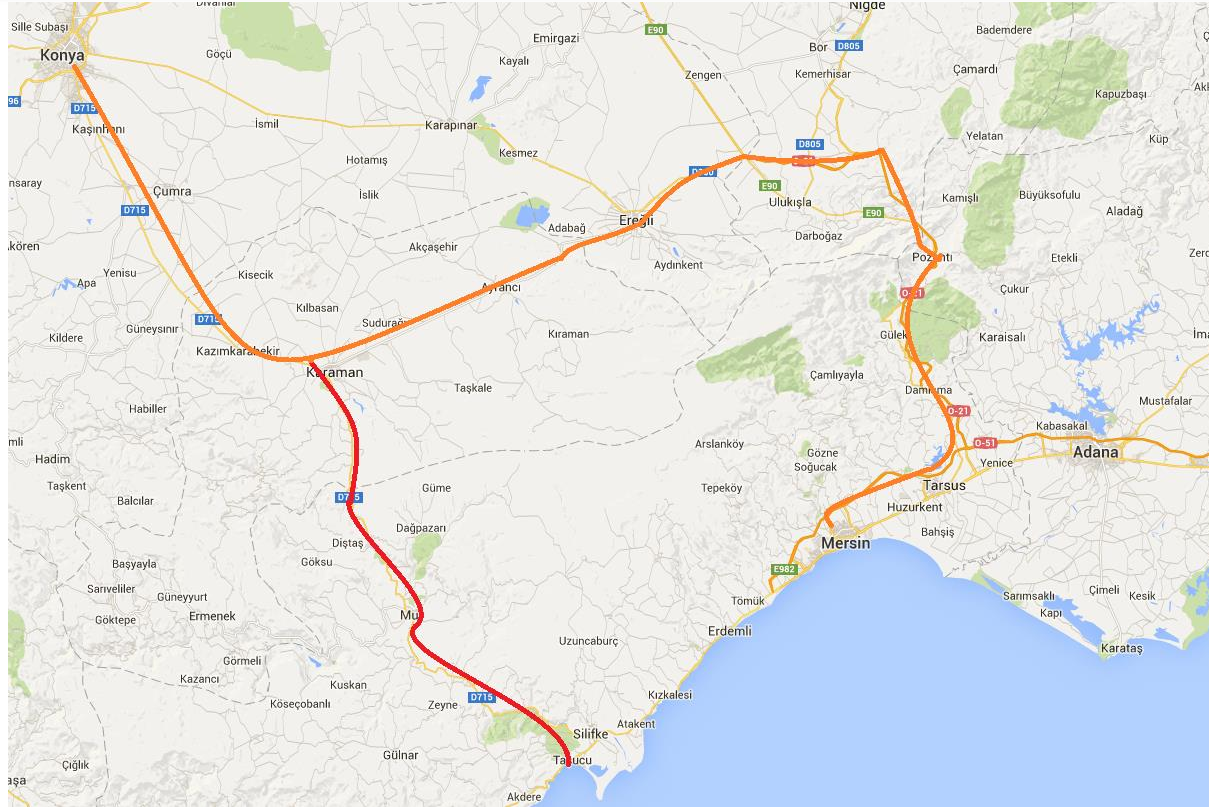 Divanlar
Niğde
Sille Subaşı
E90
Bademdere
Emirgazi
Bor
D805
Konya
Göçü
Kayalı
Zengen
Kemerhisar
Çamardı
Kapuzbaşı
96
D715
Kaşınhanı
İsmil
Karapınar
Yelatan
Küp
Hotamış
Kesmez
D805
Çumra
İslik
E90
Ulukışla
Kamışlı
Büyüksofulu
D715
E90
Aladağ
Ereğli
Adabağ
Darboğaz
Akçaşehir
Aydınkent
Pozantı
Etekli
Yenisu
Kisecik
Apa
Ayrancı
O-21
Çukur
Kılbasan
D715
Sudurağı
Güneysınır
Kıraman
Gülek
Karaisalı
Kildere
Kazımkarabekir
Karaman
Çamlıyayla
Taşkale
Damlama
Mustafalar
Habiller
O-21
Kabasakal
Arslanköy
O-51
Hadim
Gözne
Adana
Soğucak
Yenice
Taşkent
Güme
Tepeköy
Tarsus
Balcılar
D715
Huzurkent
Dağpazarı
Bahşiş
Diştaş
Mersin
Göksu
Başyayla
E982
Sarıveliler
Güneyyurt
Sarımsaklı
Çimeli
Kesik
Tömük
Kapı
Göktepe
Ermenek
Mut
Erdemli
Uzuncaburç
Karataş
Görmeli
Kazancı
Kuskan
Kızkalesi
D715
Köseçobanlı
Zeyne
Atakent
Silifke
Gülnar
Taşucu
Çığlık
Akdere